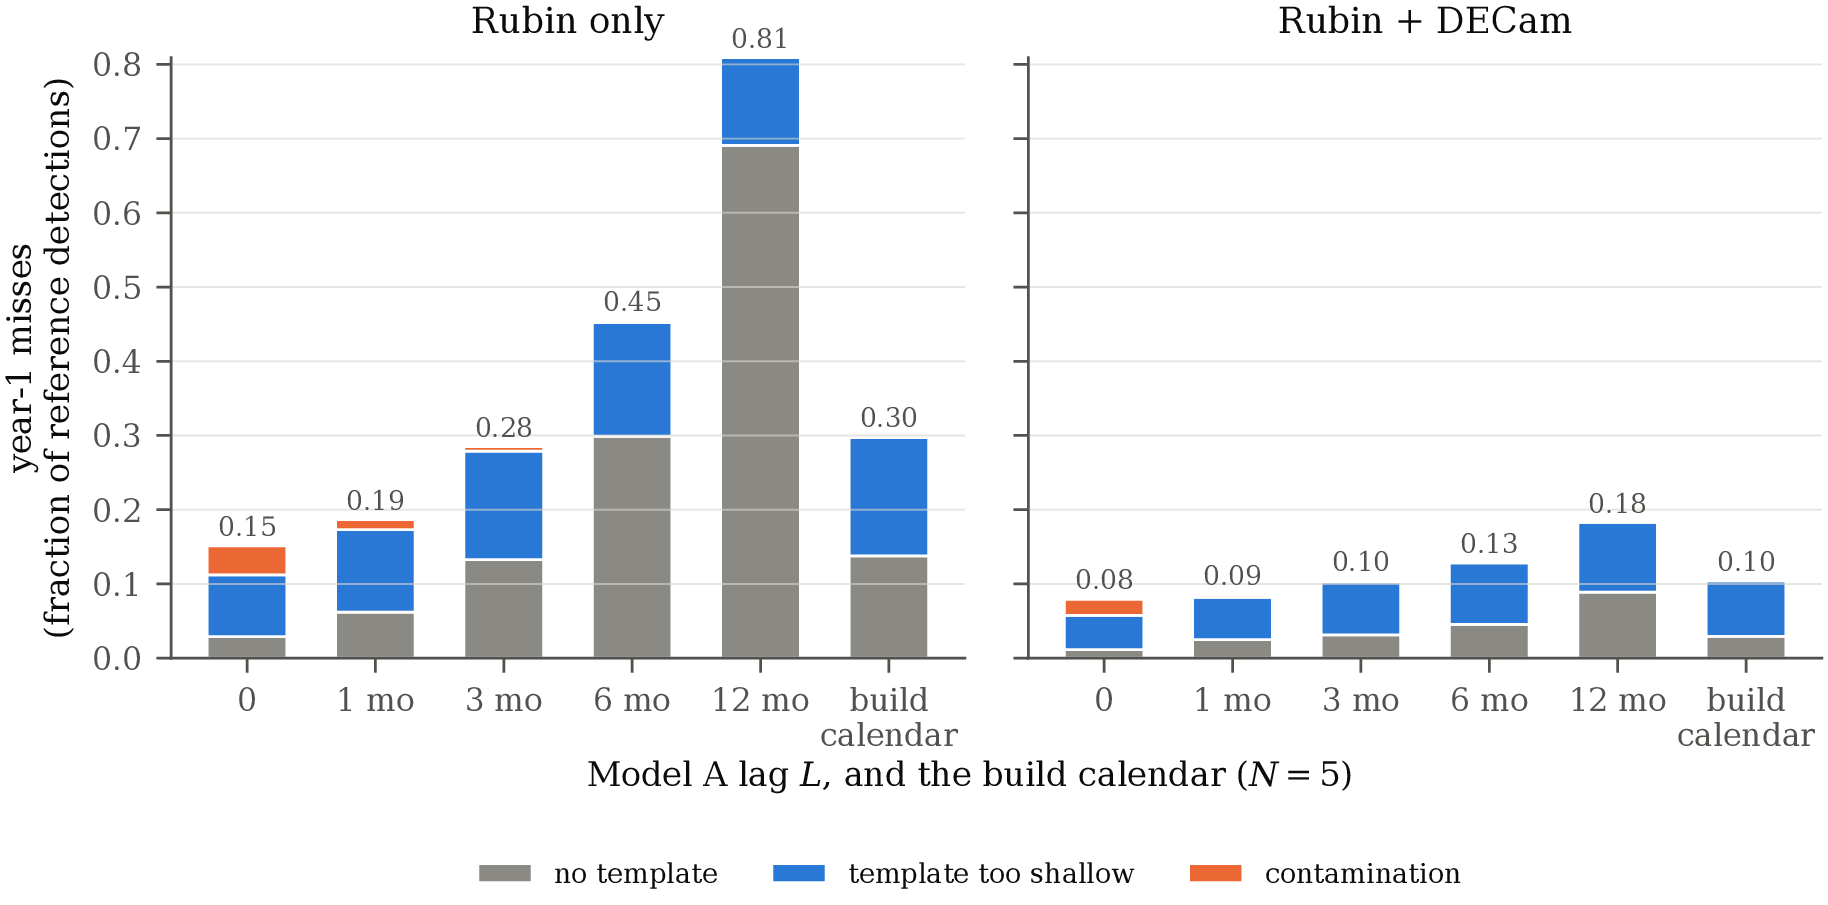 Rubin only
Rubin + DECam
year-1 misses
(fraction of reference detections)
0.8
0.7
0.6
0.5
0.4
0.3
0.2
0.1
0.0
0.15
0.19
0.28
0.45
0.81
0.30
0.08
0.09
0.10
0.13
0.18
0.10
0
1 mo
3 mo
6 mo
12 mo
build
calendar
0
1 mo
3 mo
6 mo
12 mo
build
calendar
Model A lag L, and the build calendar (N = 5)
no template
template too shallow
contamination